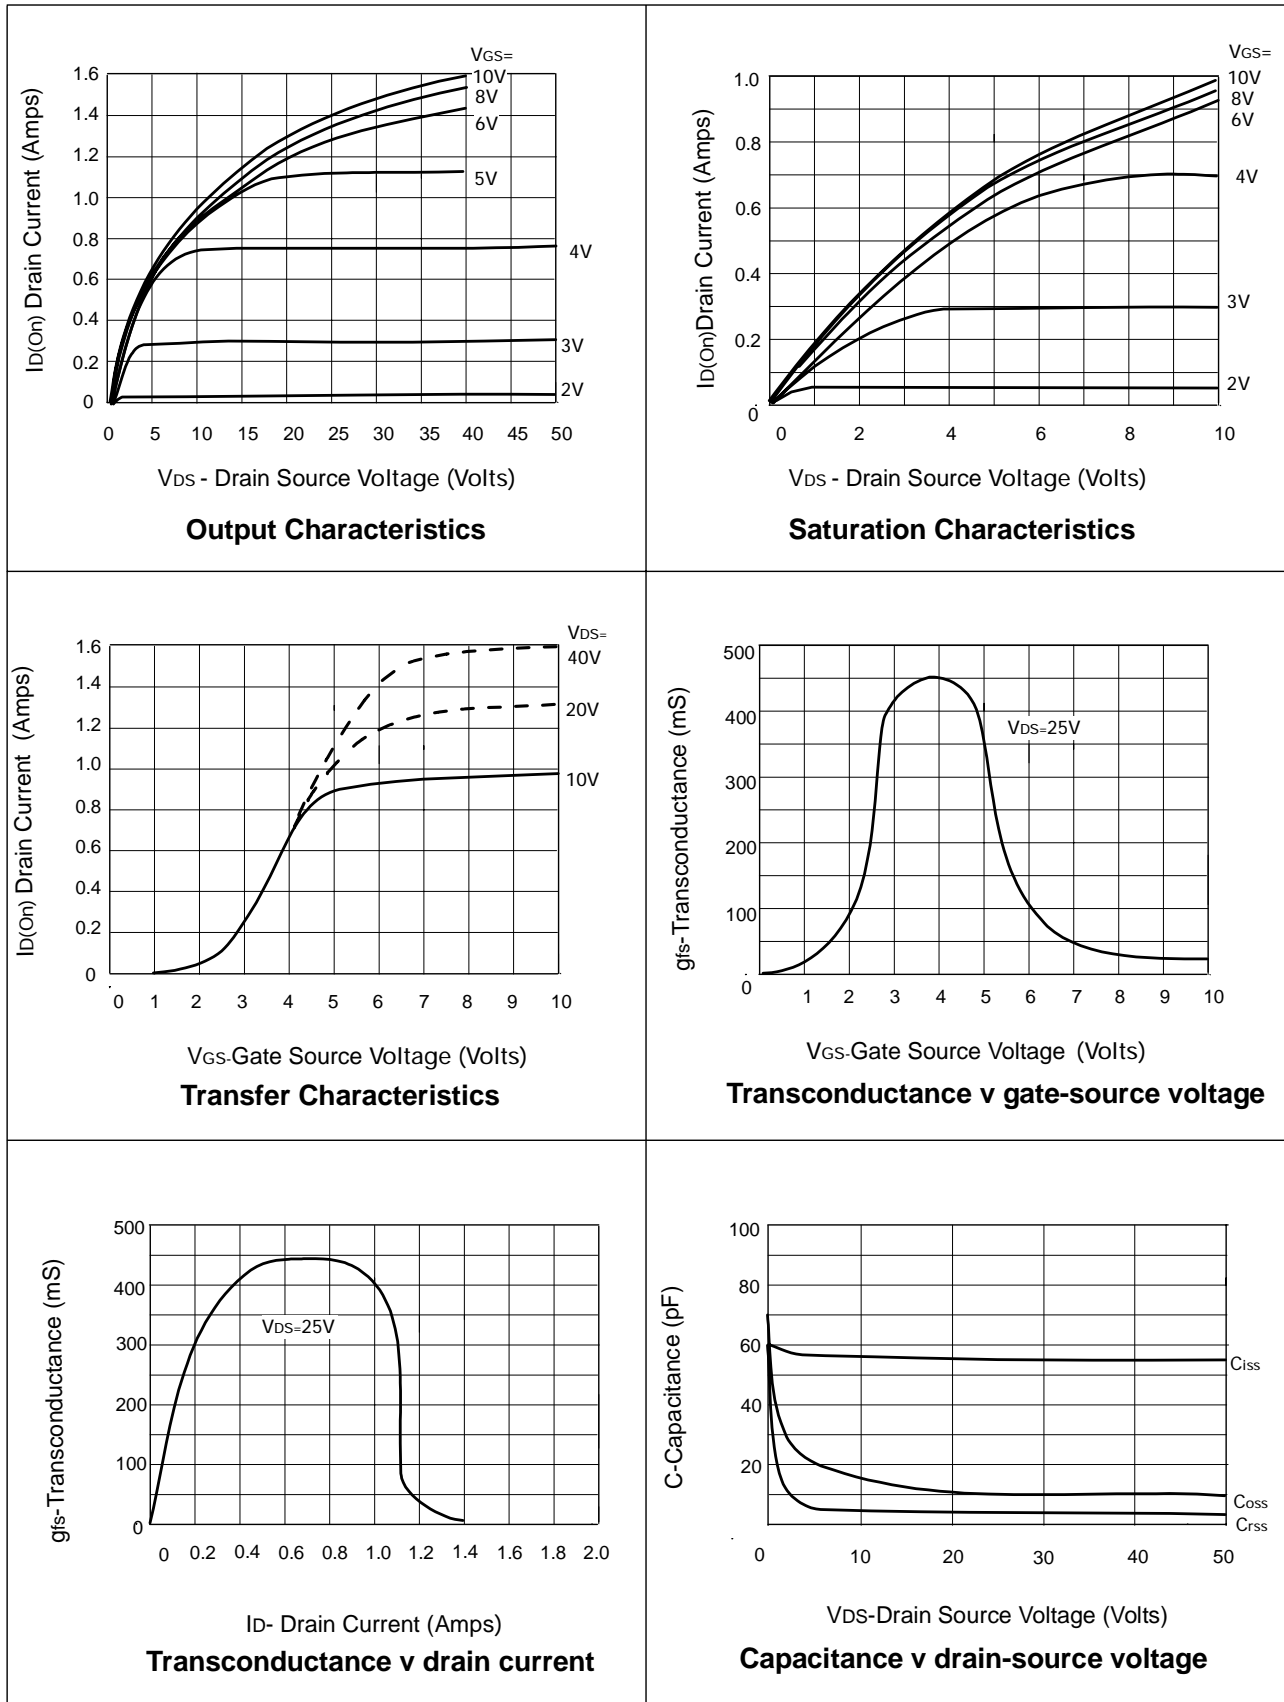 VGS=
10V
8V
6V
5V
4V
3V
2V
1.6
1.4
1.2
1.0
0.8
0.6
0.4
0.2
0
ID(On) Drain Current (Amps)
0 5 10 15 20 25 30 35 40 45 50
VDS - Drain Source Voltage (Volts)
Output Characteristics
VGS=
10V
8V
6V
4V
3V
2V
1.0
0.8
0.6
0.4
0.2
0
ID(On)Drain Current (Amps)
0 2 4 6 8 10
VDS - Drain Source Voltage (Volts)
Saturation Characteristics
VDS=
40V
20V
10V
1.6
1.4
1.2
1.0
0.8
0.6
0.4
0.2
0
ID(On) Drain Current (Amps)
0 1 2 3 4 5 6 7 8 9 10
VGS-Gate Source Voltage (Volts)
Transfer Characteristics
500
400
300
200
100
0
gfs-Transconductance (mS)
VDS=25V
0 1 2 3 4 5 6 7 8 9 10
VGS-Gate Source Voltage (Volts)
Transconductance v gate-source voltage
500
400
300
200
100
0
gfs-Transconductance (mS)
VDS=25V
0 0.2 0.4 0.6 0.8 1.0 1.2 1.4 1.6 1.8 2.0
ID- Drain Current (Amps)
Transconductance v drain current
100
80
60
40
20
C-Capacitance (pF)
Ciss
Coss
Crss
0 10 20 30 40 50
VDS-Drain Source Voltage (Volts)
Capacitance v drain-source voltage